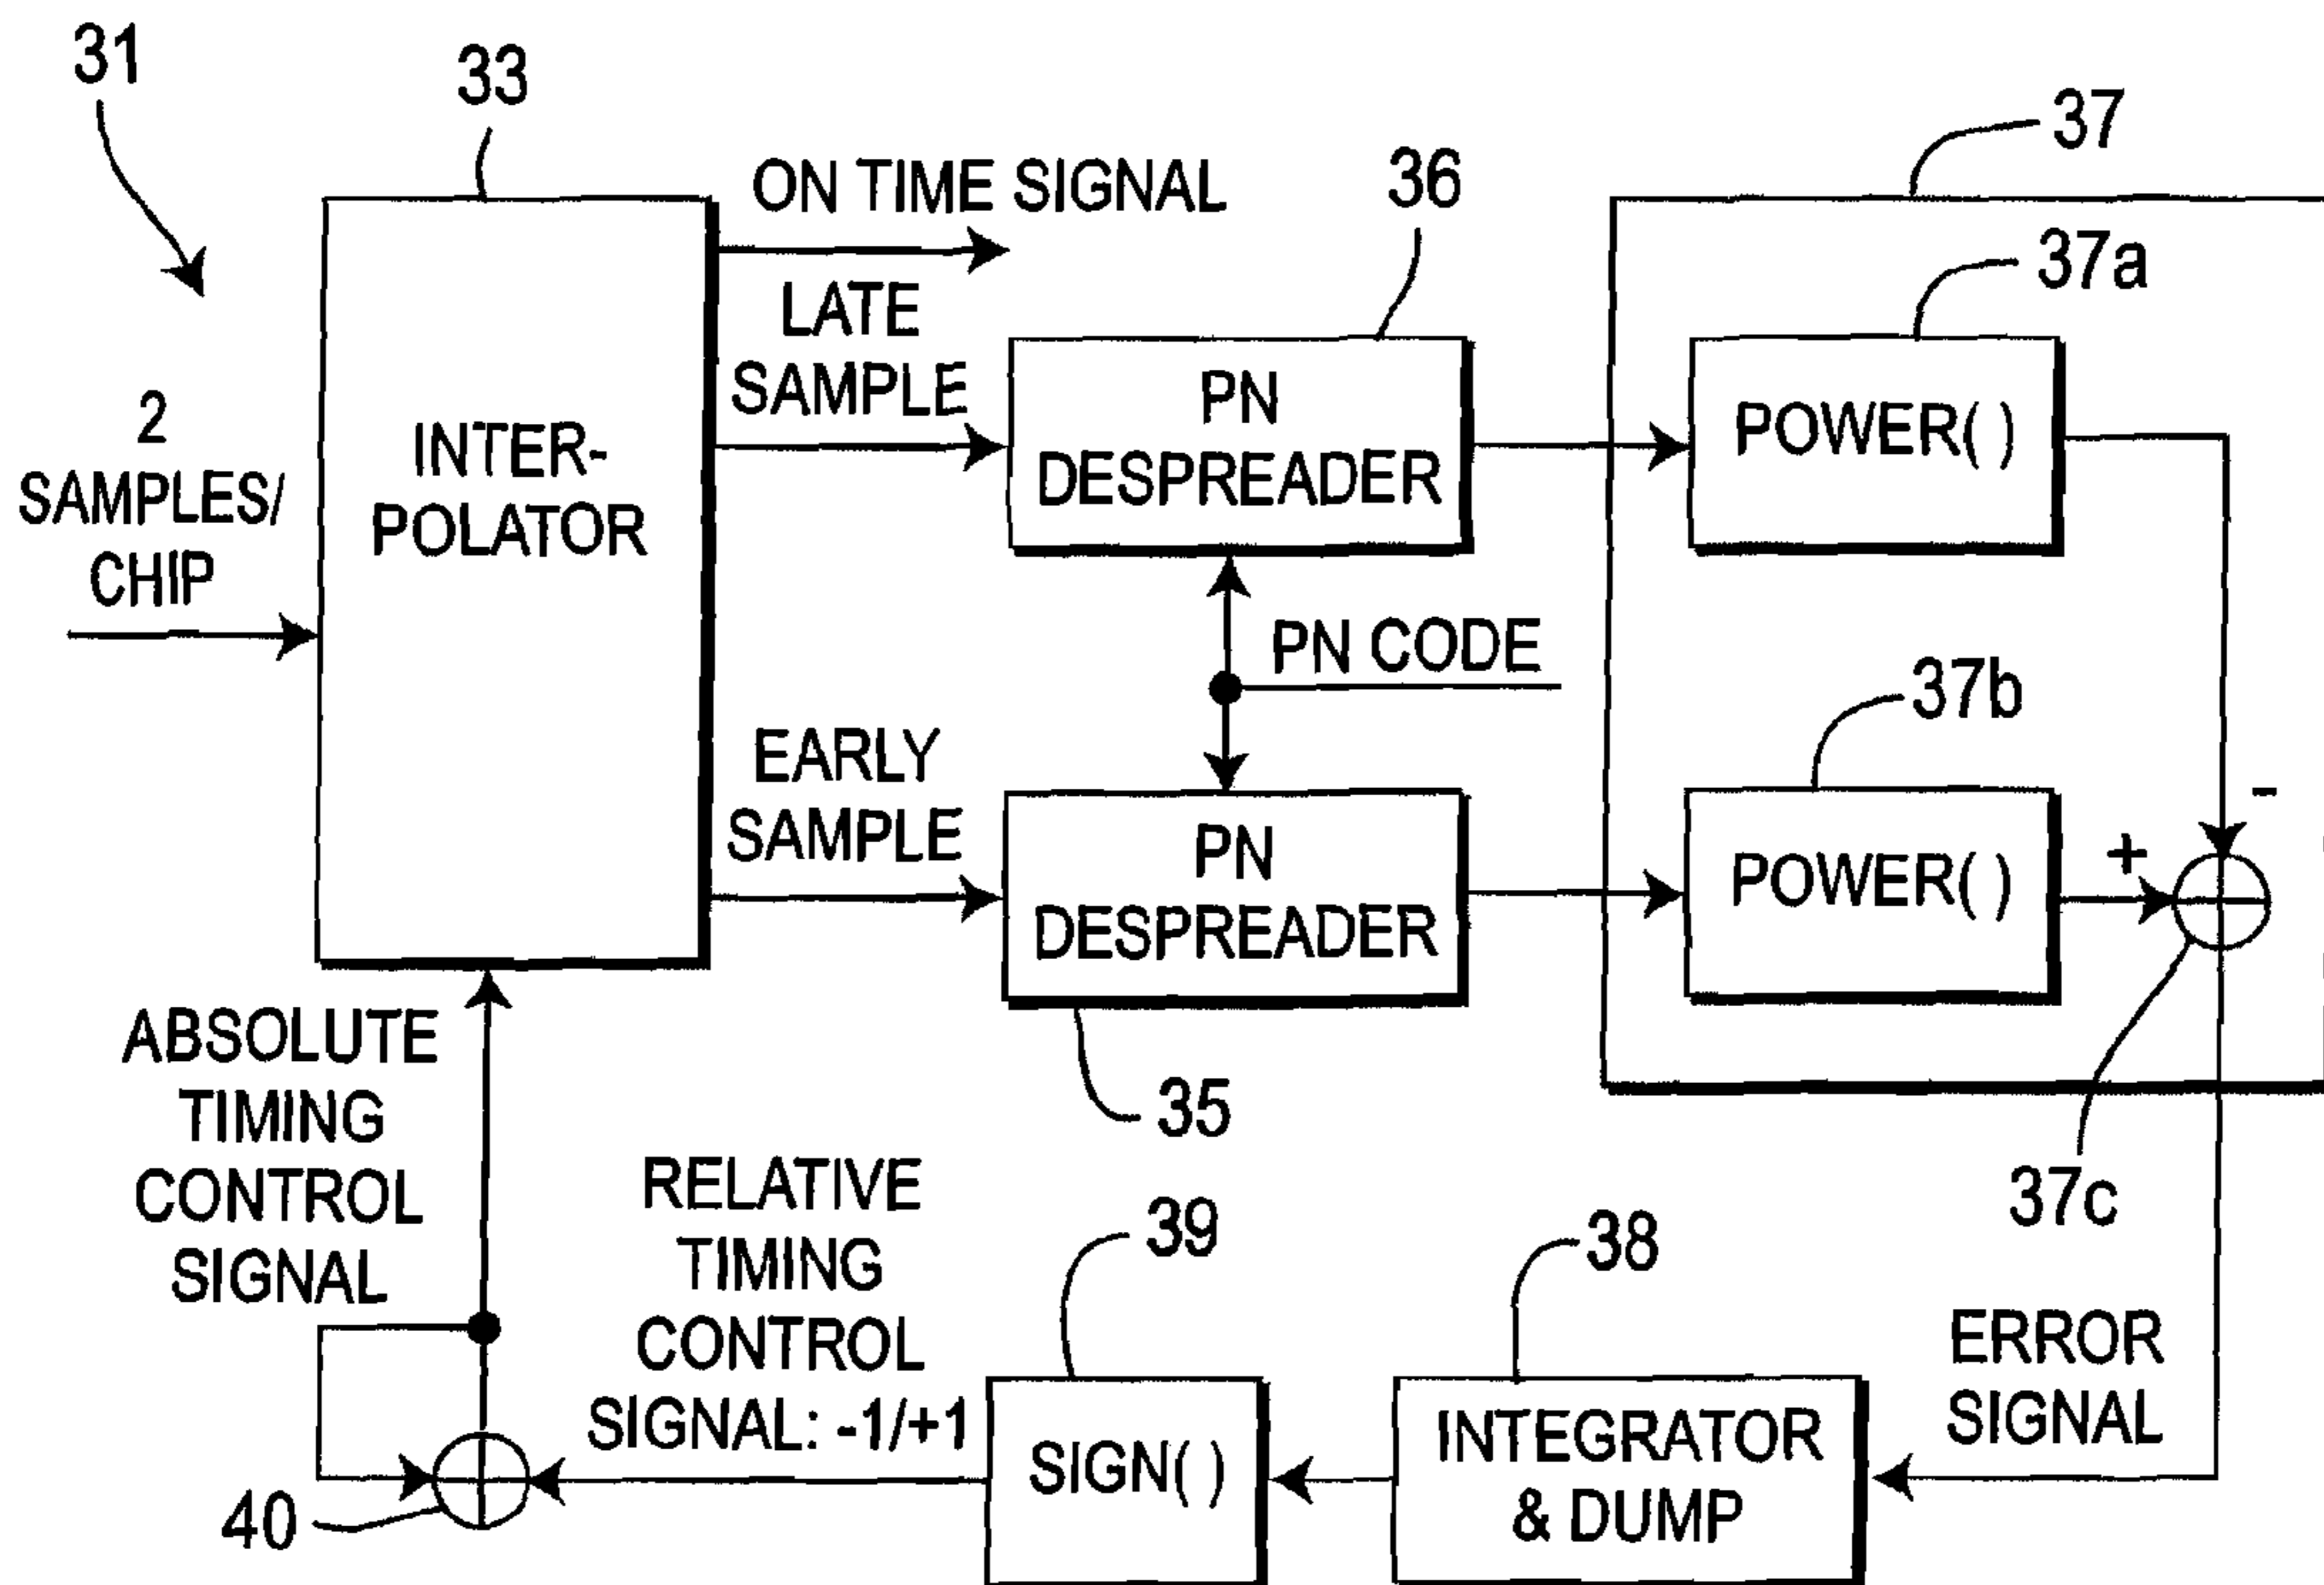 31
33
ON TIME SIGNAL
36
37
37a
LATE
SAMPLE
2
SAMPLES/
CHIP
INTER-
POLATOR
PN
DESPREADER
POWER( )
PN CODE
37b
EARLY
SAMPLE
PN
DESPREADER
POWER( )
+
-
ABSOLUTE
TIMING
CONTROL
SIGNAL
35
37c
RELATIVE
TIMING
CONTROL
SIGNAL: -1/+1
39
38
ERROR
SIGNAL
40
SIGN( )
INTEGRATOR
& DUMP